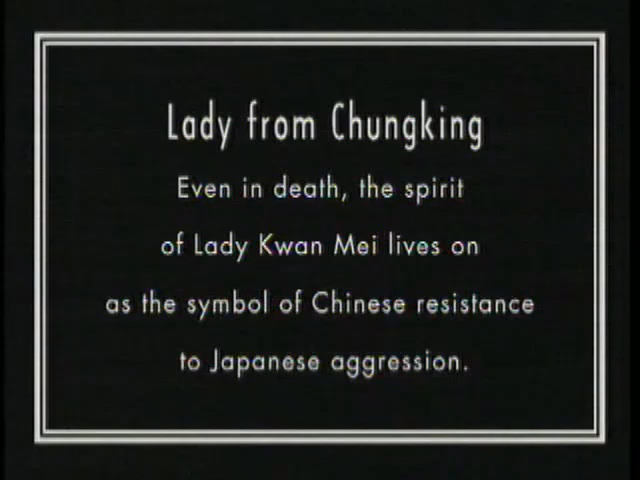 Lady from Chungking
Even in death, the spirit
of Lady Kwan Mei lives on
as the symbol of Chinese resistance
to Japanese aggression.